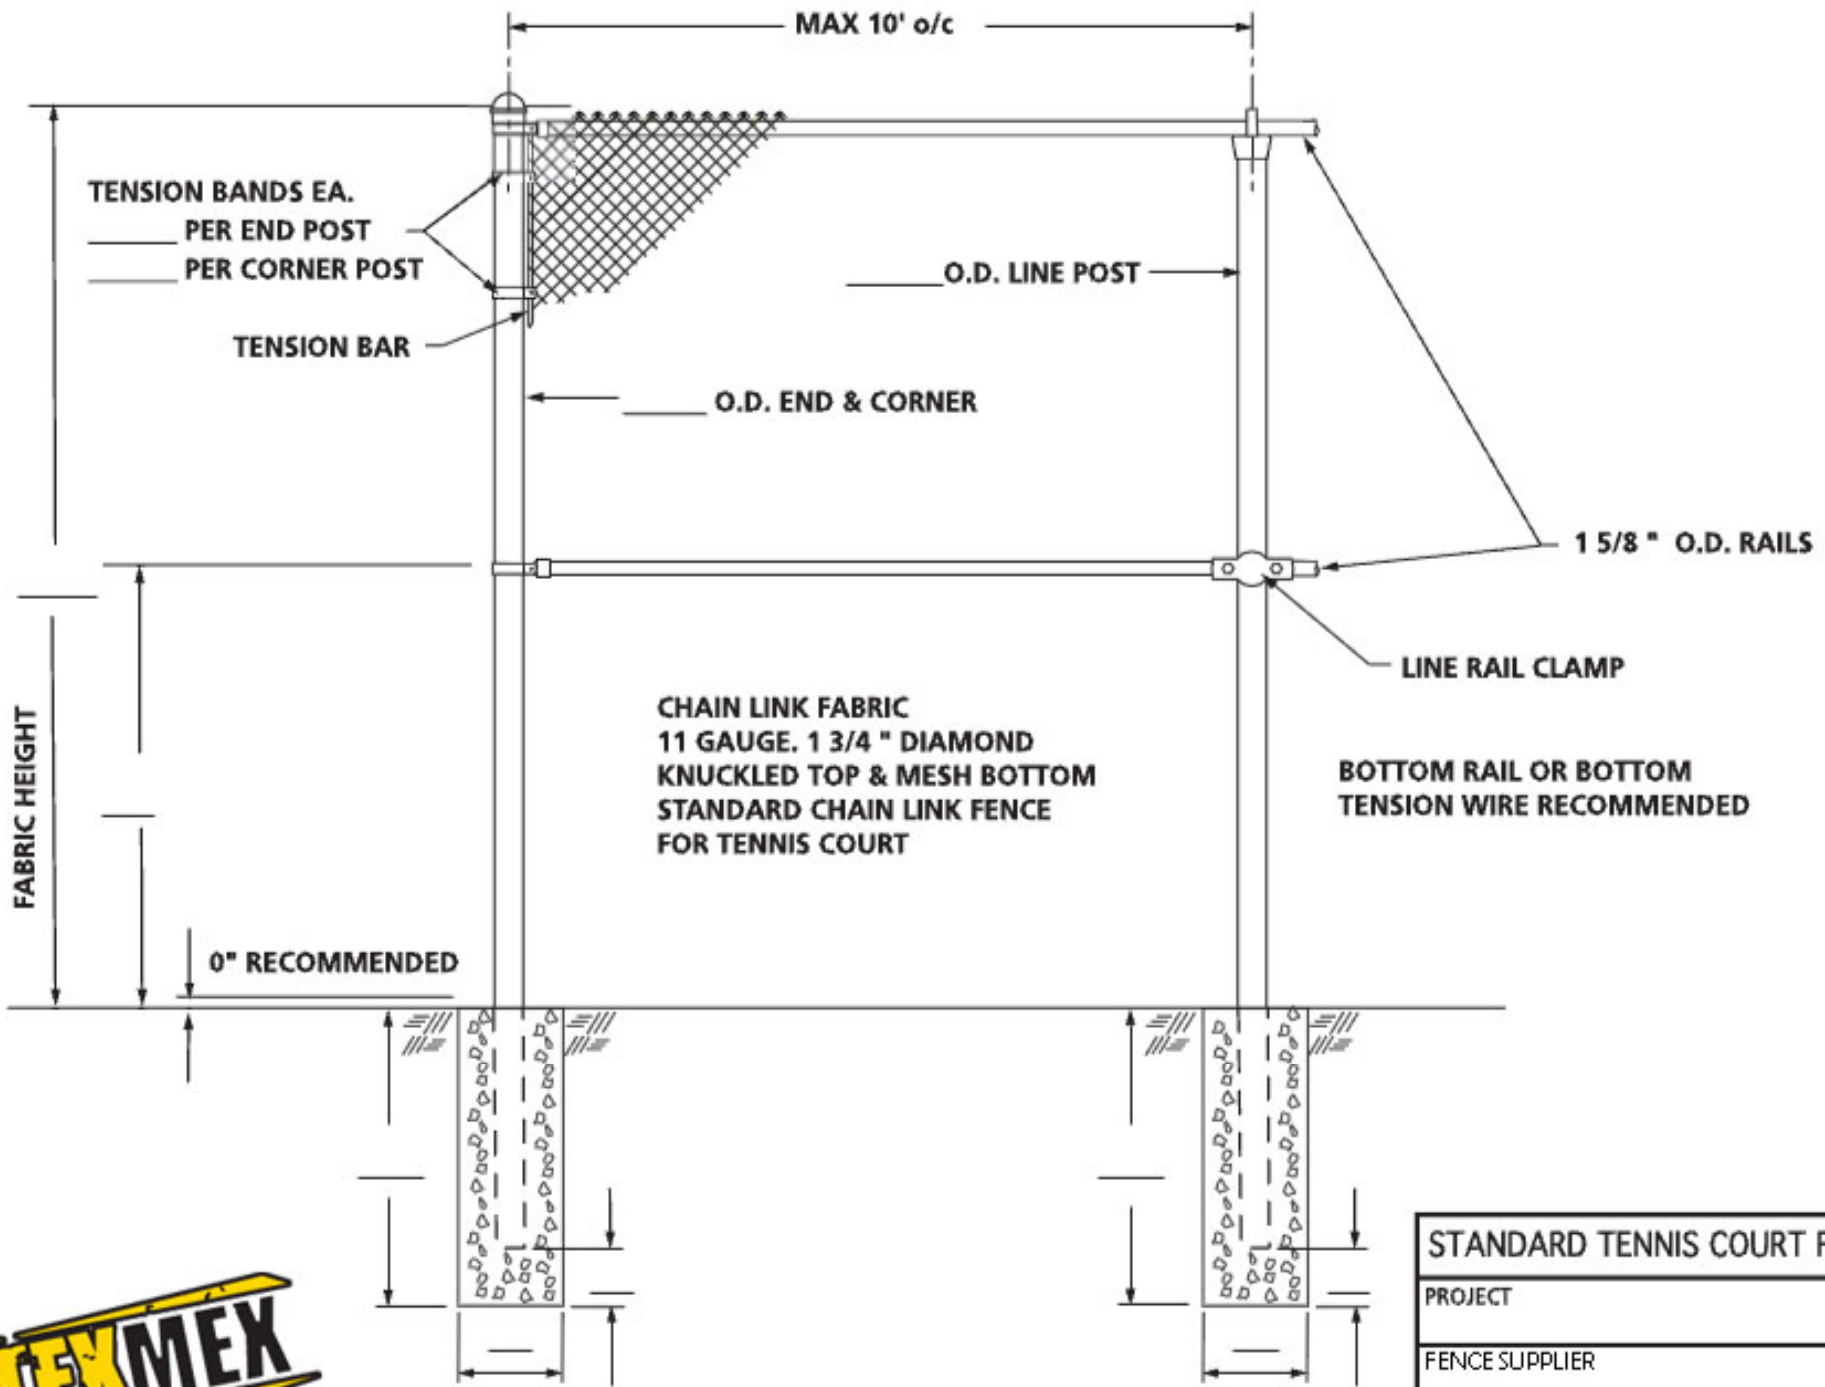 MAX 10' o/c
TENSION BANDS EA.
PER END POST
PER CORNER POST
TENSION BAR
O.D. LINE POST
O.D. END & CORNER
1 5/8 " O.D. RAILS
LINE RAIL CLAMP
FABRIC HEIGHT
CHAIN LINK FABRIC
11 GAUGE. 1 3/4 " DIAMOND
KNUCKLED TOP & MESH BOTTOM
STANDARD CHAIN LINK FENCE
FOR TENNIS COURT
BOTTOM RAIL OR BOTTOM
TENSION WIRE RECOMMENDED
0" RECOMMENDED
TEXMEX
STANDARD TENNIS COURT
PROJECT
FENCE SUPPLIER